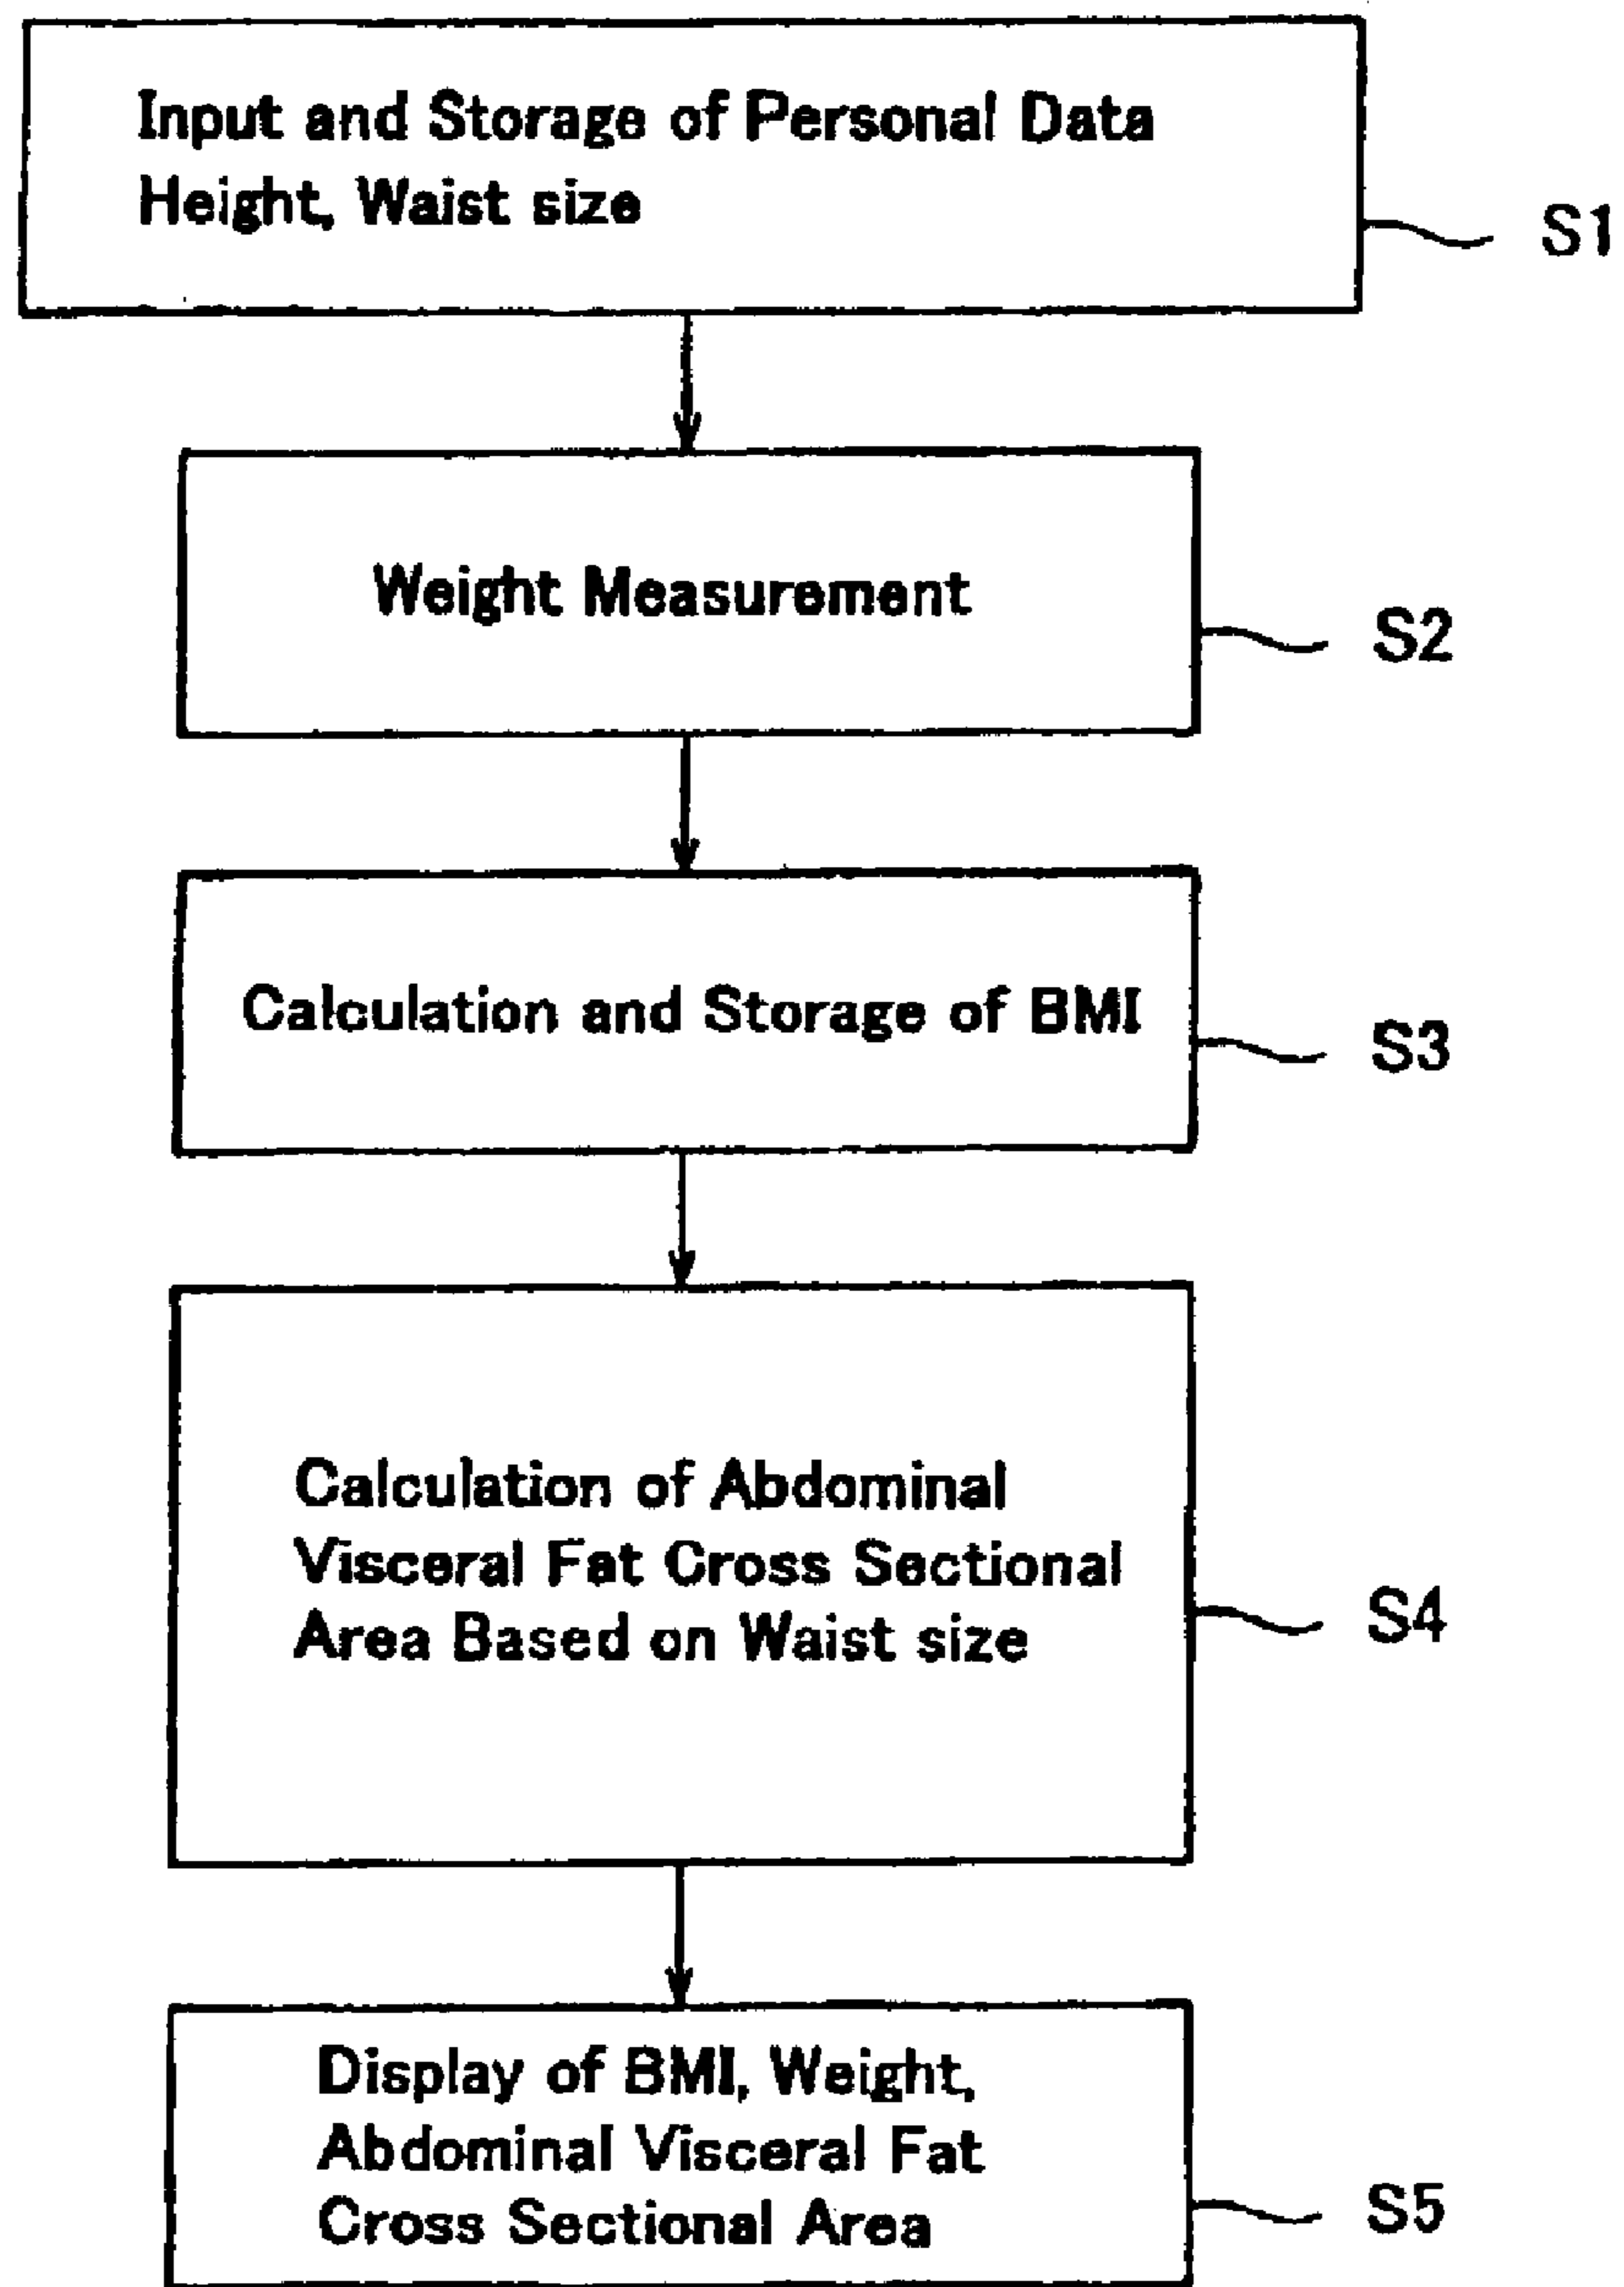 Input and Storage of Personal Data
Height, Waist size
S1
Weight Measurement
S2
Calculation and Storage of BMI
S3
Calculation of Abdominal
Visceral Fat Cross Sectional
Area Based on Waist size
S4
Display of BMI, Weight,
Abdominal Visceral Fat
Cross Sectional Area
S5